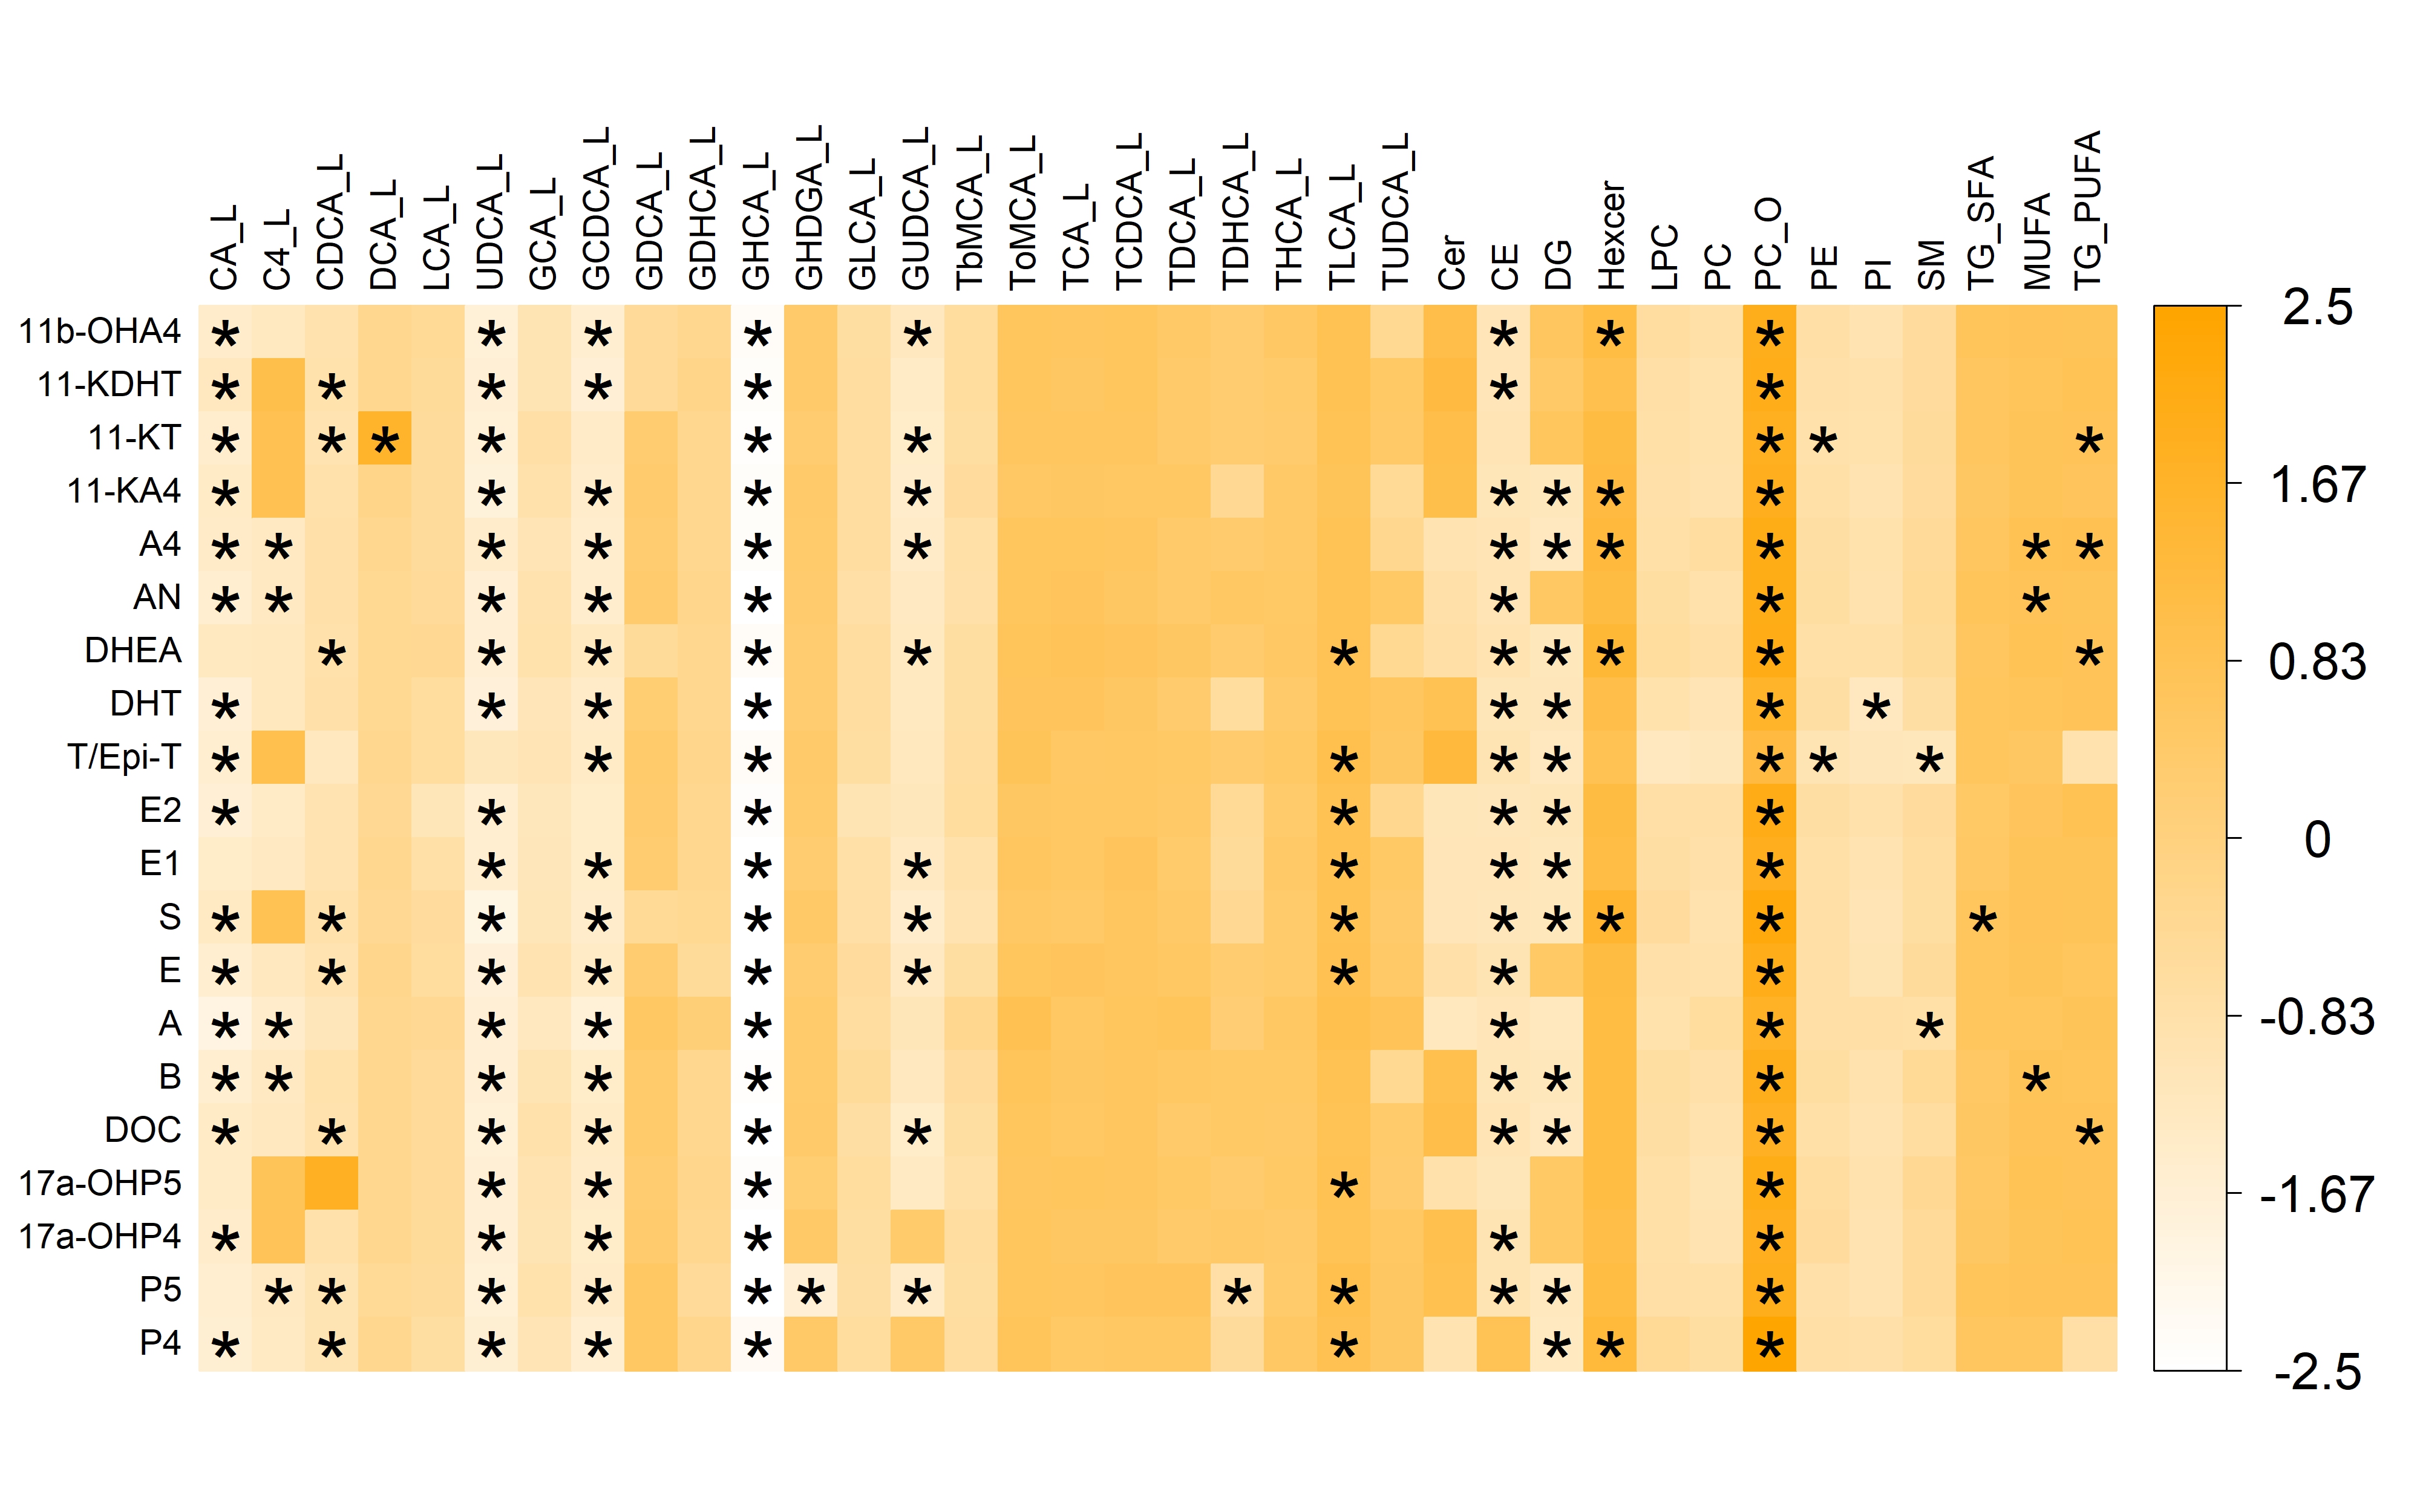 CA_L C4_L CDCA_L DCA_L LCA_L UDCA_L GCA_L GCDCA_L GDCA_L GDHCA_L GHCA_L GHDGA_L GLCA_L GUDCA_L TbMCA_L ToMCA_L TCA_L TCDCA_L TDCA_L TDHCA_L THCA_L TLCA_L TUDCA_L Cer CE DG Hexcer LPC PC PC_O PE PI SM TG_SFA MUFA TG_PUFA
11b-OHA4 * * * * * * * *
11-KDHT * * * * * * *
11-KT * * * * * * * * *
11-KA4 * * * * * * * * *
A4 * * * * * * * * * * * *
AN * * * * * * * *
DHEA * * * * * * * * * * *
DHT * * * * * * * *
T/Epi-T * * * * * * * * *
E2 * * * * * * *
E1 * * * * * * * *
S * * * * * * * * * * * *
E * * * * * * * * *
A * * * * * * * *
B * * * * * * * * *
DOC * * * * * * * * * *
17a-OHP5 * * * * *
17a-OHP4 * * * * * *
P5 * * * * * * * * * * * *
P4 * * * * * * * * *
2.5
1.67
0.83
0
-0.83
-1.67
-2.5